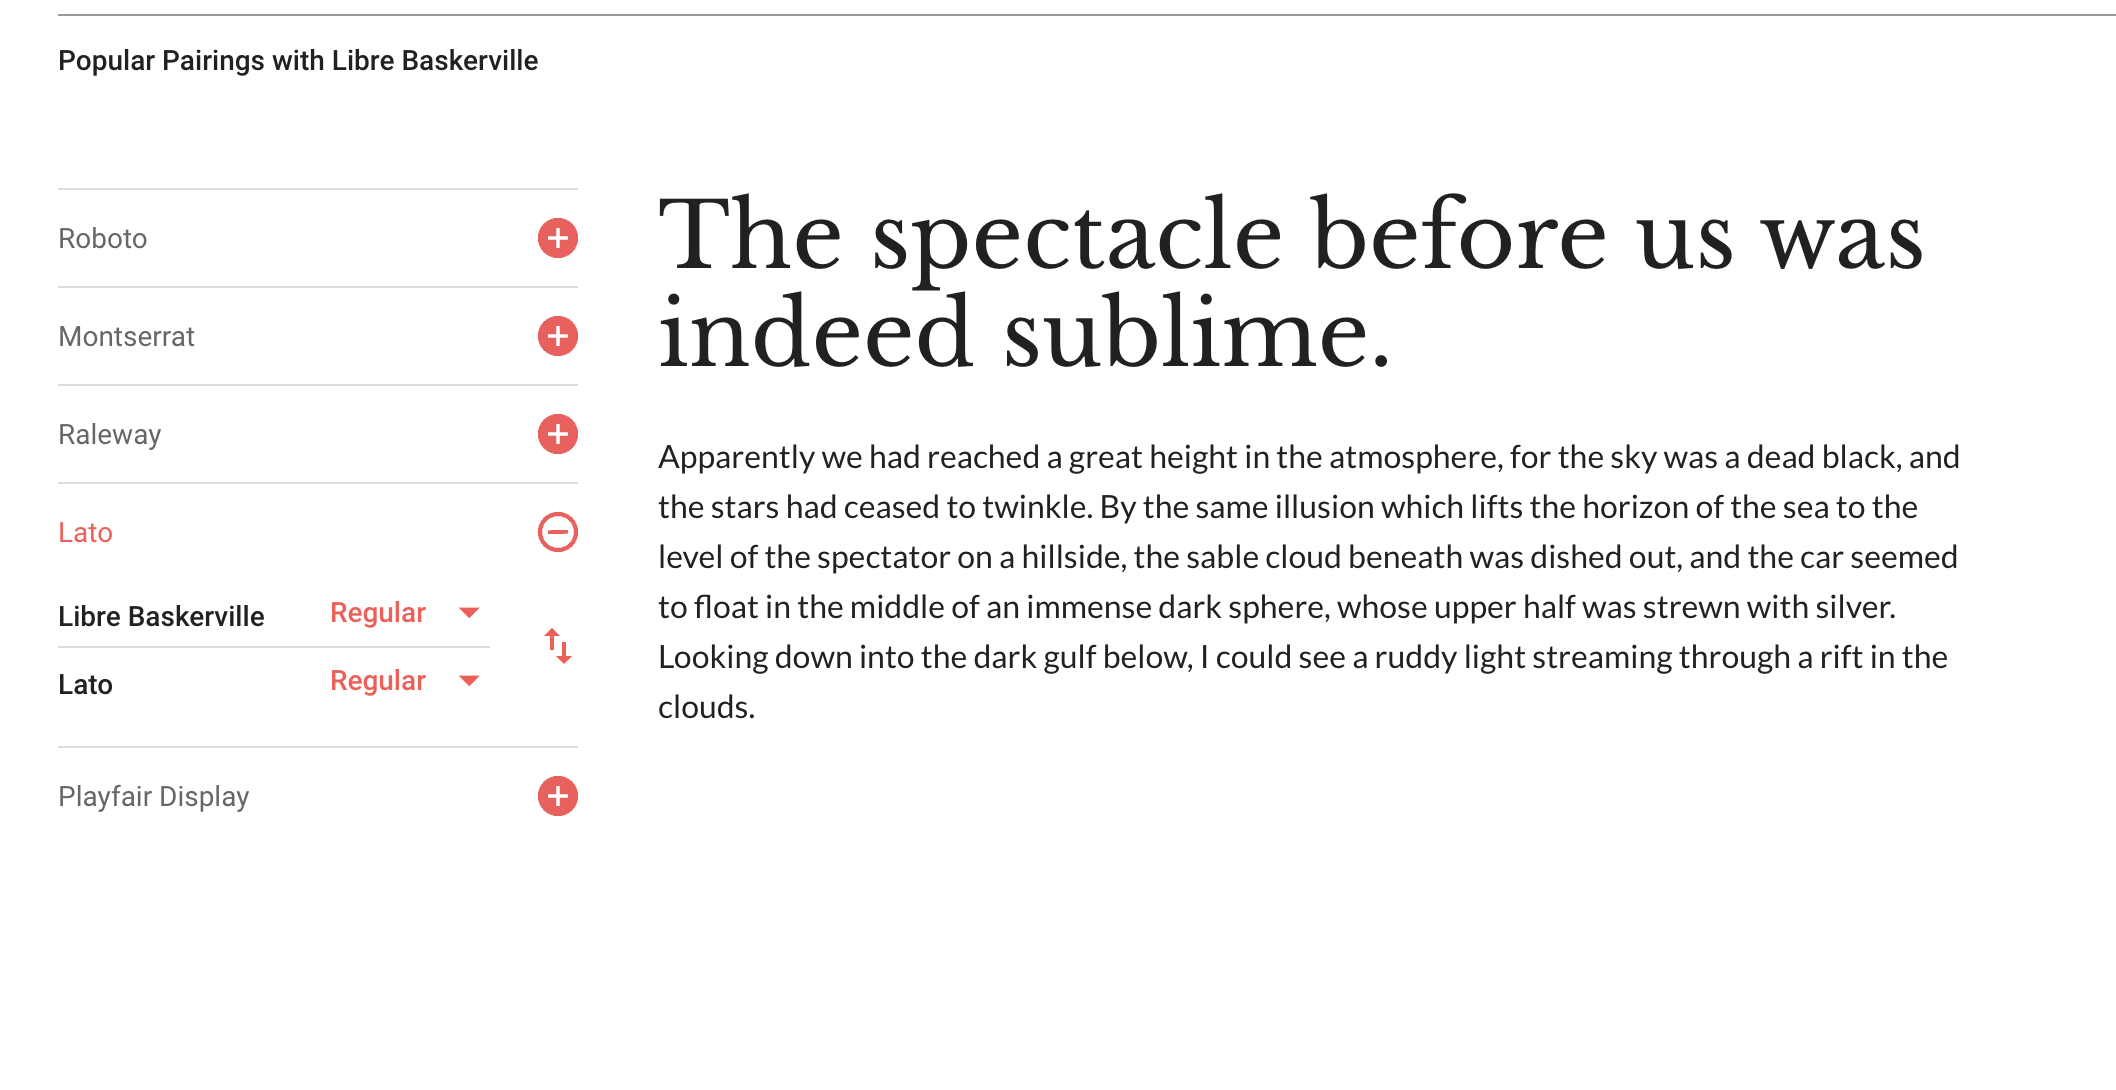 Popular Pairings with Libre Baskerville
Roboto
Montserrat
Raleway
Lato
Libre Baskerville Regular
Lato Regular
Playfair Display
The spectacle before us was
indeed sublime.
Apparently we had reached a great height in the atmosphere, for the sky was a dead black, and
the stars had ceased to twinkle. By the same illusion which lifts the horizon of the sea to the
level of the spectator on a hillside, the sable cloud beneath was dished out, and the car seemed
to float in the middle of an immense dark sphere, whose upper half was strewn with silver.
Looking down into the dark gulf below, I could see a ruddy light streaming through a rift in the
clouds.